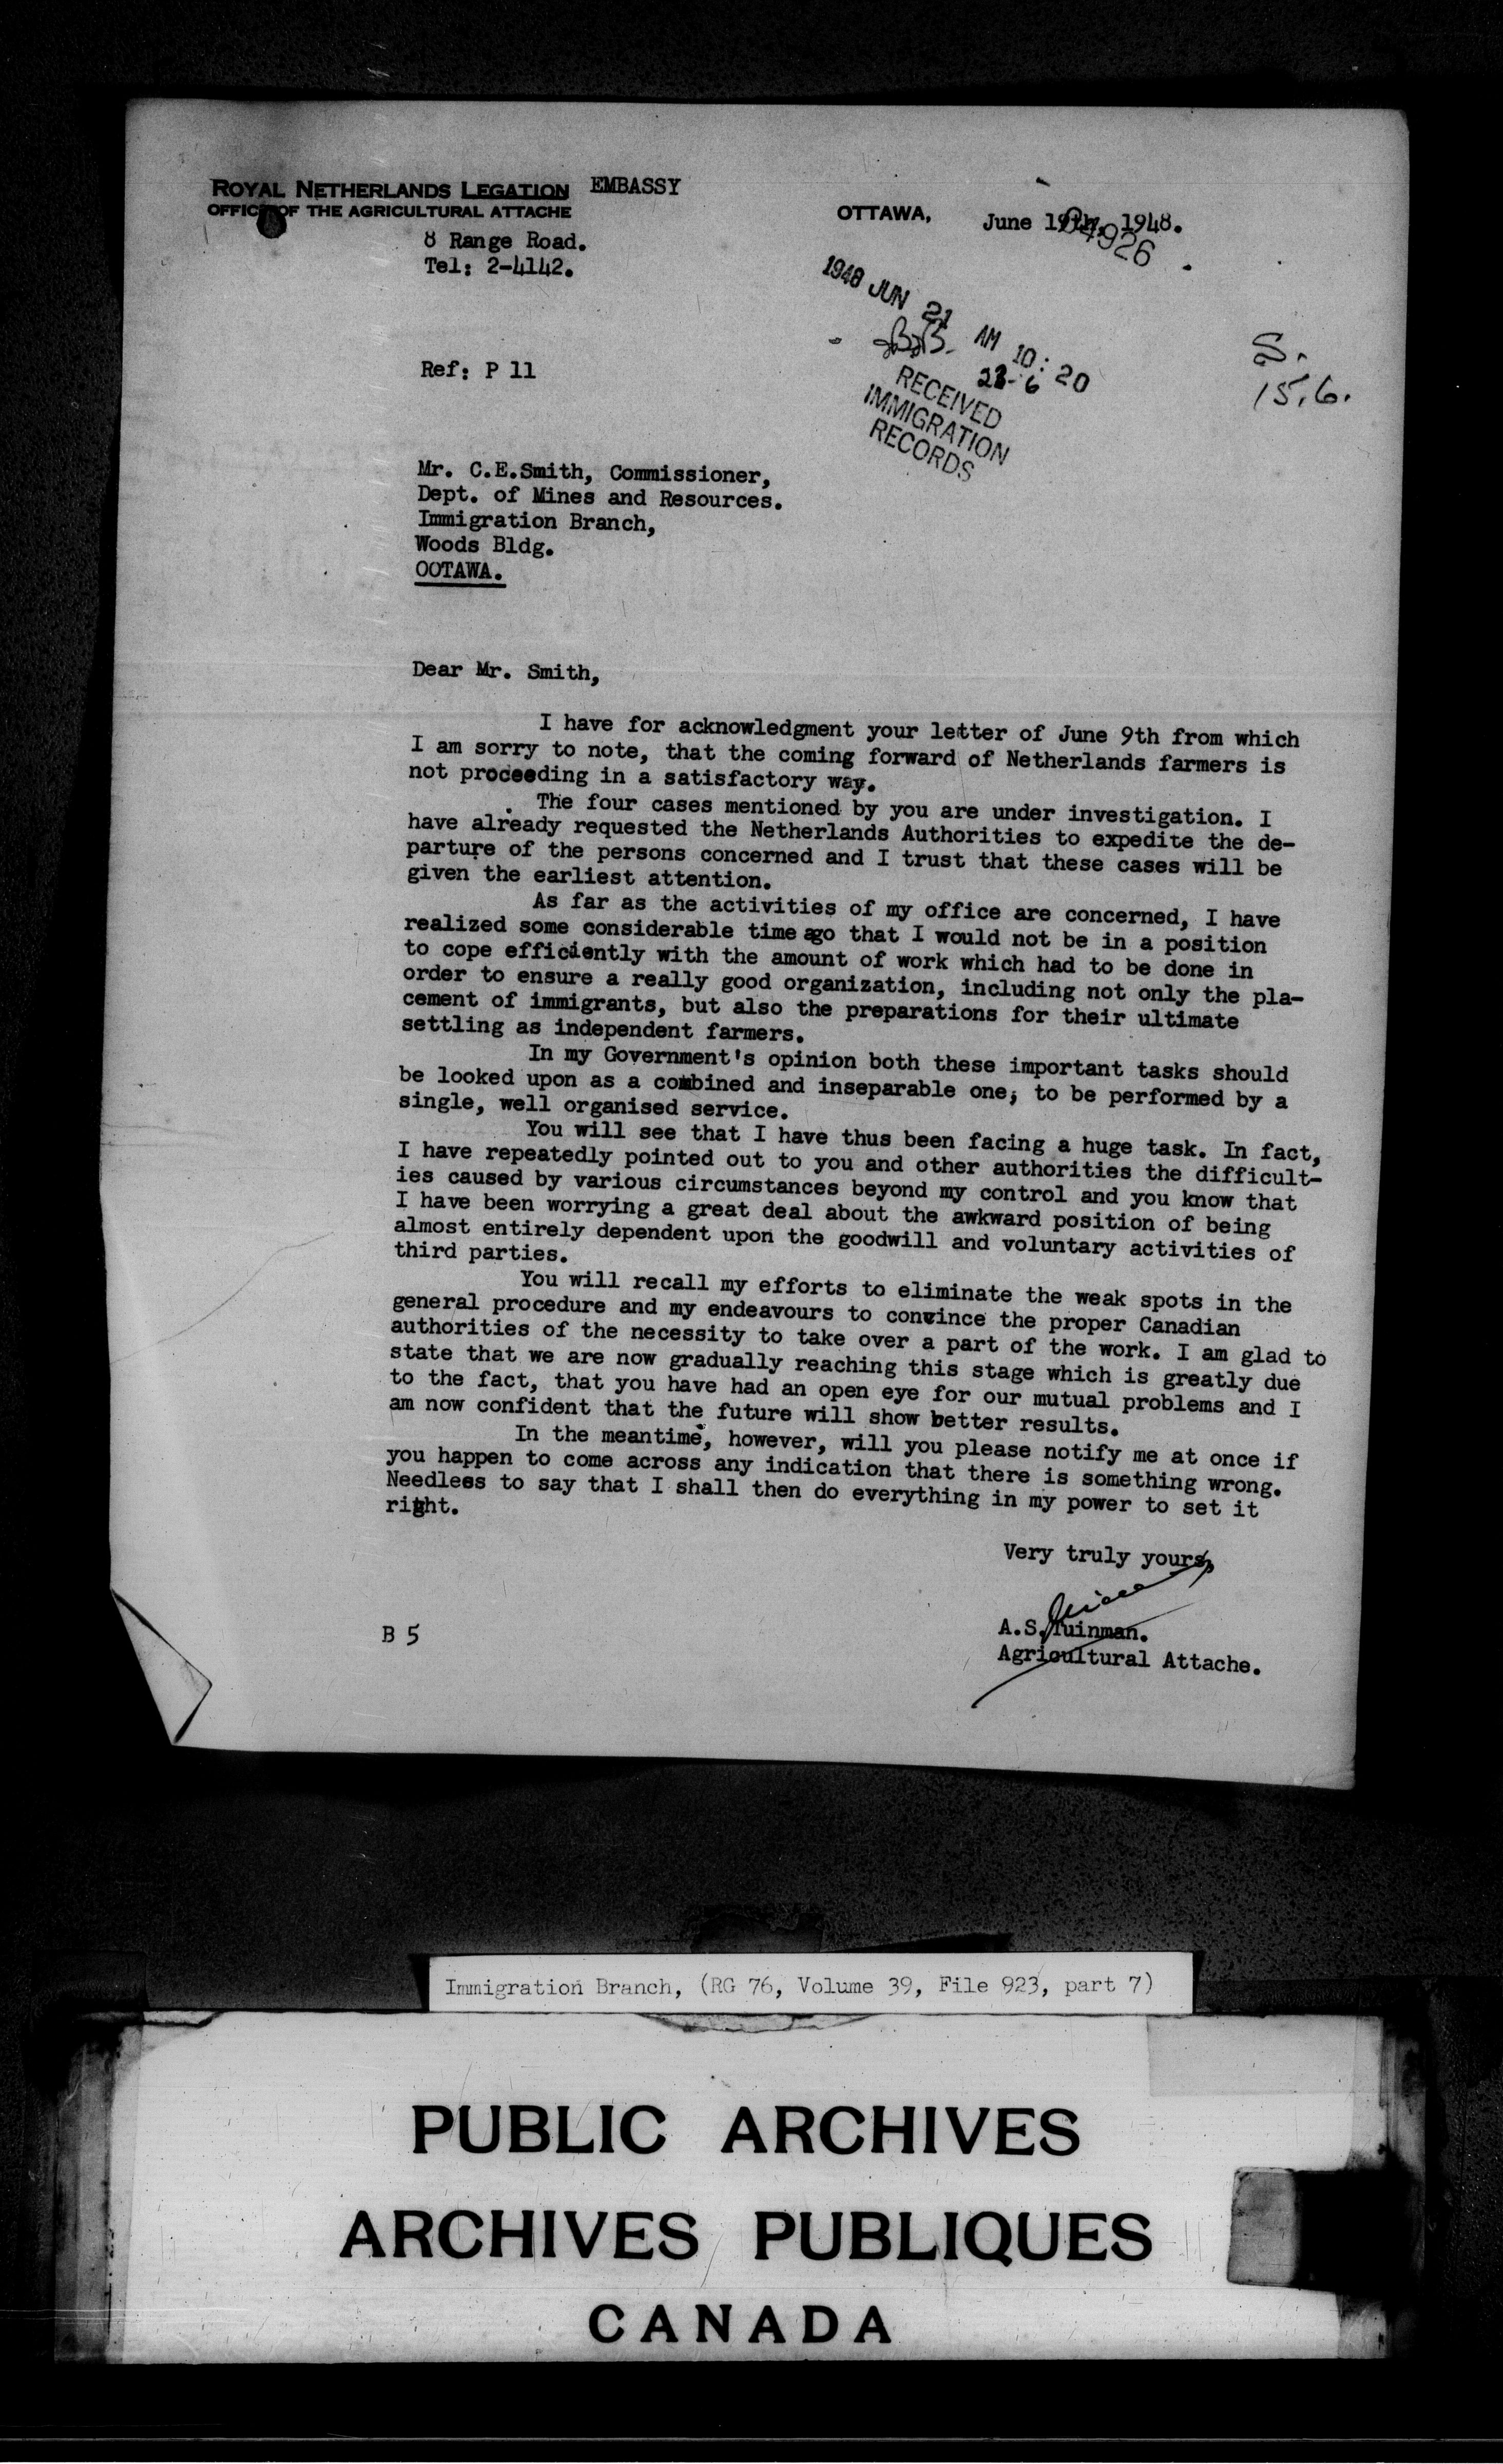 ROYAL NETHERLANDS LEGATION EMBASSY
OFFICE OF THE AGRICULTURAL ATTACHE
8 Range Road.
Tel: 2-4142.
OTTAWA, June 19th, 1948.
64926
1948 JUN 21 AM 10:20
23-6
RECEIVED
IMMIGRATION
RECORDS
S.
15.6.
Ref: P 11
Mr. C.E.Smith, Commissioner,
Dept. of Mines and Resources.
Immigration Branch,
Woods Bldg.
OOTAWA.
Dear Mr. Smith,
I have for acknowledgment your letter of June 9th from which
I am sorry to note, that the coming forward of Netherlands farmers is
not proceeding in a satisfactory way.
The four cases mentioned by you are under investigation. I
have already requested the Netherlands Authorities to expedite the de-
parture of the persons concerned and I trust that these cases will be
given the earliest attention.
As far as the activities of my office are concerned, I have
realized some considerable time ago that I would not be in a position
to cope efficiently with the amount of work which had to be done in
order to ensure a really good organization, including not only the pla-
cement of immigrants, but also the preparations for their ultimate
settling as independent farmers.
In my Government's opinion both these important tasks should
be looked upon as a combined and inseparable one, to be performed by a
single, well organised service.
You will see that I have thus been facing a huge task. In fact,
I have repeatedly pointed out to you and other authorities the difficult-
ies caused by various circumstances beyond my control and you know that
I have been worrying a great deal about the awkward position of being
almost entirely dependent upon the goodwill and voluntary activities of
third parties.
You will recall my efforts to eliminate the weak spots in the
general procedure and my endeavours to convince the proper Canadian
authorities of the necessity to take over a part of the work. I am glad to
state that we are now gradually reaching this stage which is greatly due
to the fact, that you have had an open eye for our mutual problems and I
am now confident that the future will show better results.
In the meantime, however, will you please notify me at once if
you happen to come across any indication that there is something wrong.
Needless to say that I shall then do everything in my power to set it
right.
Very truly yours,
A.S.Tuinman.
Agricultural Attache.
B 5
Immigration Branch, (RG 76, Volume 39, File 923, part 7)
PUBLIC ARCHIVES
ARCHIVES PUBLIQUES
CANADA